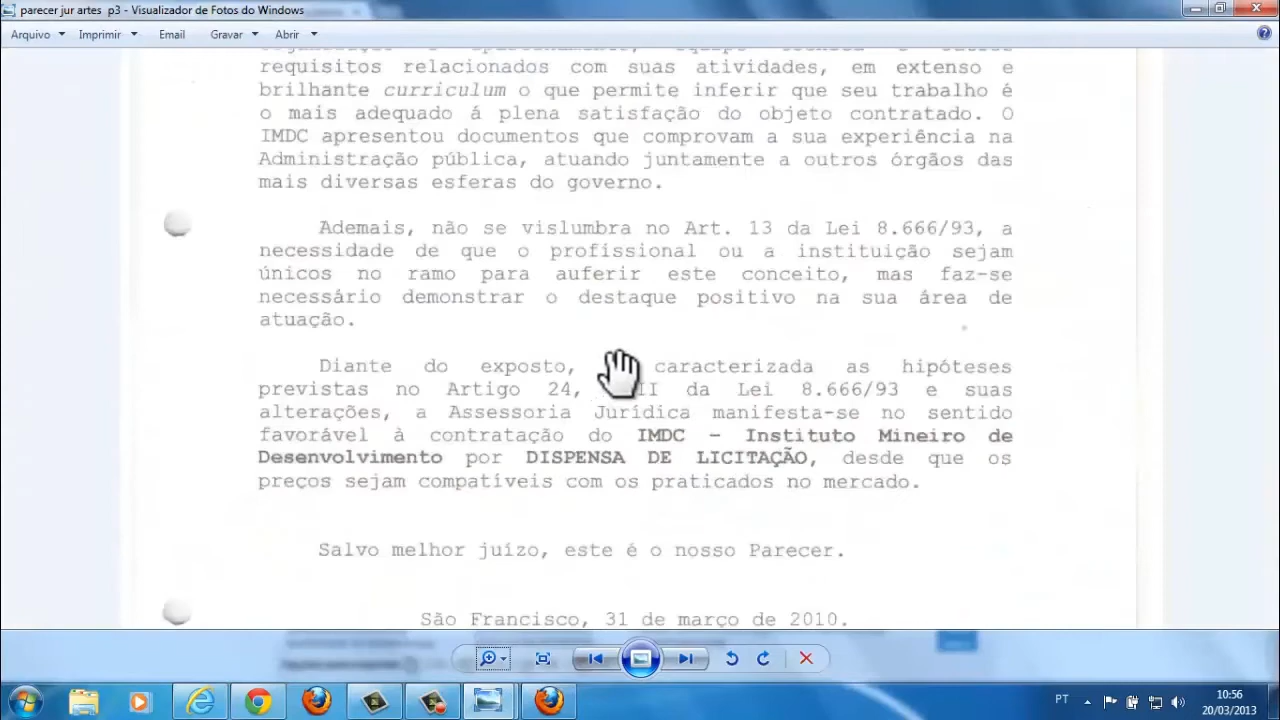 parecer jur artes p3 - Visualizador de Fotos do Windows
Arquivo Imprimir Email Gravar Abrir
requisitos relacionados com suas atividades, em extenso e
brilhante curriculum o que permite inferir que seu trabalho é
o mais adequado á plena satisfação do objeto contratado. O
IMDC apresentou documentos que comprovam a sua experiência na
Administração pública, atuando juntamente a outros órgãos das
mais diversas esferas do governo.
Ademais, não se vislumbra no Art. 13 da Lei 8.666/93, a
necessidade de que o profissional ou a instituição sejam
únicos no ramo para auferir este conceito, mas faz-se
necessário demonstrar o destaque positivo na sua área de
atuação.
Diante do exposto, caracterizada as hipóteses
previstas no Artigo 24, II da Lei 8.666/93 e suas
alterações, a Assessoria Jurídica manifesta-se no sentido
favorável à contratação do IMDC – Instituto Mineiro de
Desenvolvimento por DISPENSA DE LICITAÇÃO, desde que os
preços sejam compatíveis com os praticados no mercado.
Salvo melhor juízo, este é o nosso Parecer.
São Francisco, 31 de março de 2010.
PT
10:56
20/03/2013